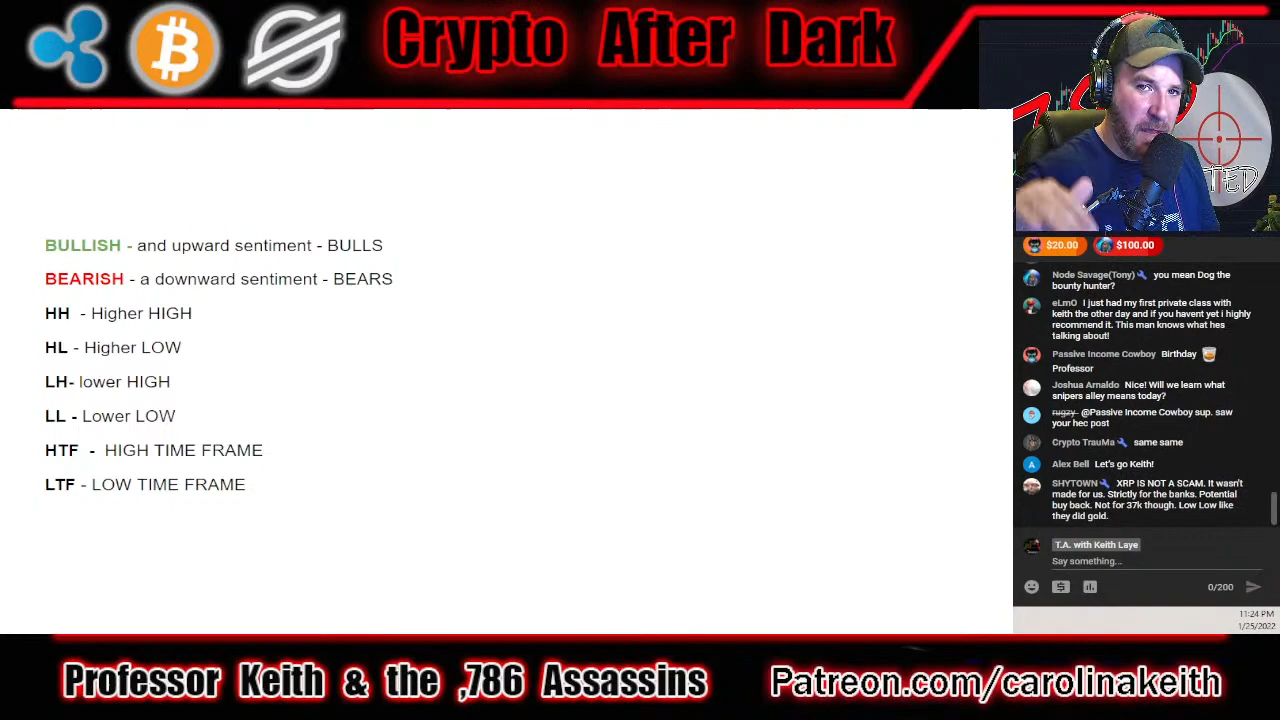 Crypto After Dark
TED
BULLISH - and upward sentiment - BULLS
BEARISH - a downward sentiment - BEARS
HH - Higher HIGH
HL - Higher LOW
LH- lower HIGH
LL - Lower LOW
HTF - HIGH TIME FRAME
LTF - LOW TIME FRAME
$20.00 $100.00
Node Savage(Tony) you mean Dog the
bounty hunter?
eLmO I just had my first private class with
keith the other day and if you havent yet i highly
recommend it. This man knows what hes
talking about!
Passive Income Cowboy Birthday
Professor
Joshua Arnaldo Nice! Will we learn what
snipers alley means today?
rugzy @Passive Income Cowboy sup. saw
your hec post
Crypto TrauMa same same
Alex Bell Let's go Keith!
SHYTOWN XRP IS NOT A SCAM. It wasn't
made for us. Strictly for the banks. Potential
buy back. Not for 37k though. Low Low like
they did gold.
T.A. with Keith Laye
Say something...
0/200
11:24 PM
1/25/2022
Professor Keith & the ,786 Assassins
Patreon.com/carolinakeith